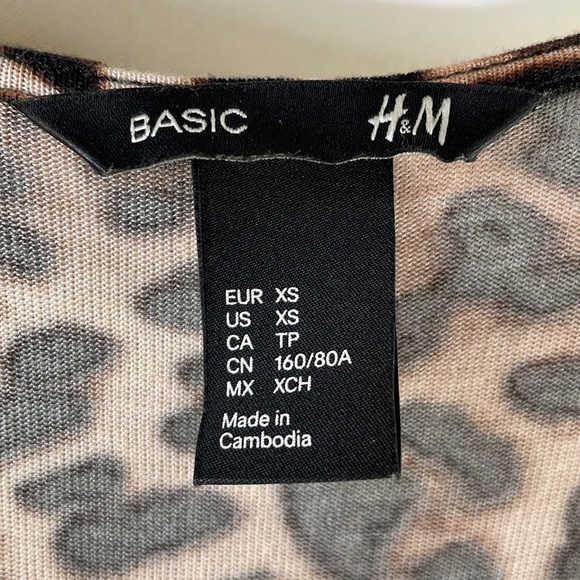 BASIC H&M
EUR XS
US XS
CA TP
CN 160/80A
MX XCH
Made in
Cambodia